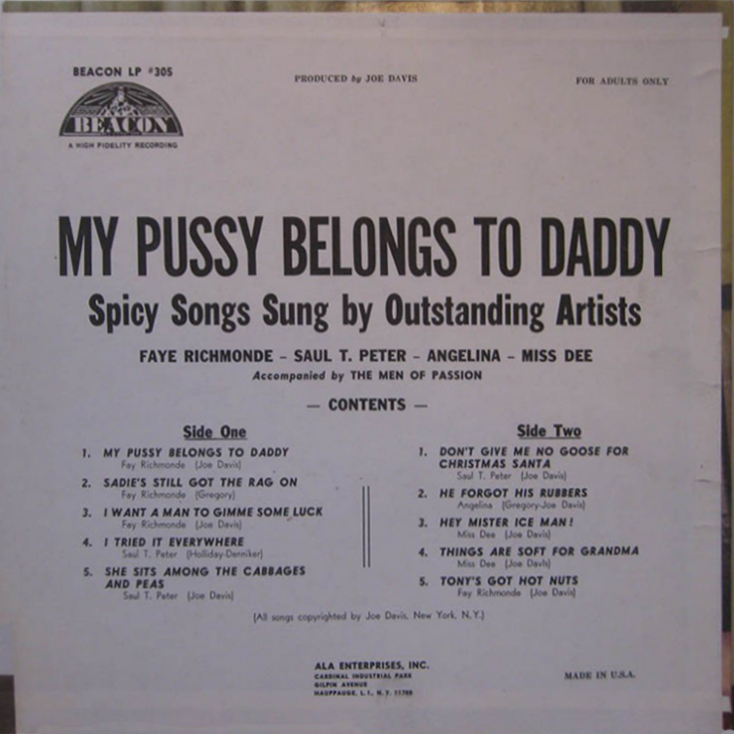 BEACON LP #305
PRODUCED by JOE DAVIS
FOR ADULTS ONLY
BEACON
A HIGH FIDELITY RECORDING
MY PUSSY BELONGS TO DADDY
Spicy Songs Sung by Outstanding Artists
FAYE RICHMONDE - SAUL T. PETER - ANGELINA - MISS DEE
Accompanied by THE MEN OF PASSION
— CONTENTS —
Side One
1. MY PUSSY BELONGS TO DADDY
Fay Richmonde (Joe Davis)
2. SADIE'S STILL GOT THE RAG ON
Fay Richmonde (Gregory)
3. I WANT A MAN TO GIMME SOME LUCK
Fay Richmonde (Joe Davis)
4. I TRIED IT EVERYWHERE
Saul T. Peter (Holliday-Denniker)
5. SHE SITS AMONG THE CABBAGES
AND PEAS
Saul T. Peter (Joe Davis)
Side Two
1. DON'T GIVE ME NO GOOSE FOR
CHRISTMAS SANTA
Saul T. Peter (Joe Davis)
2. HE FORGOT HIS RUBBERS
Angelina (Gregory-Joe Davis)
3. HEY MISTER ICE MAN!
Miss Dee (Joe Davis)
4. THINGS ARE SOFT FOR GRANDMA
Miss Dee (Joe Davis)
5. TONY'S GOT HOT NUTS
Fay Richmonde (Joe Davis)
(All songs copyrighted by Joe Davis, New York, N.Y.)
ALA ENTERPRISES, INC.
CARDINAL INDUSTRIAL PARK
GILPIN AVENUE
HAUPPAUGE, L. I., N. Y. 11788
MADE IN U.S.A.